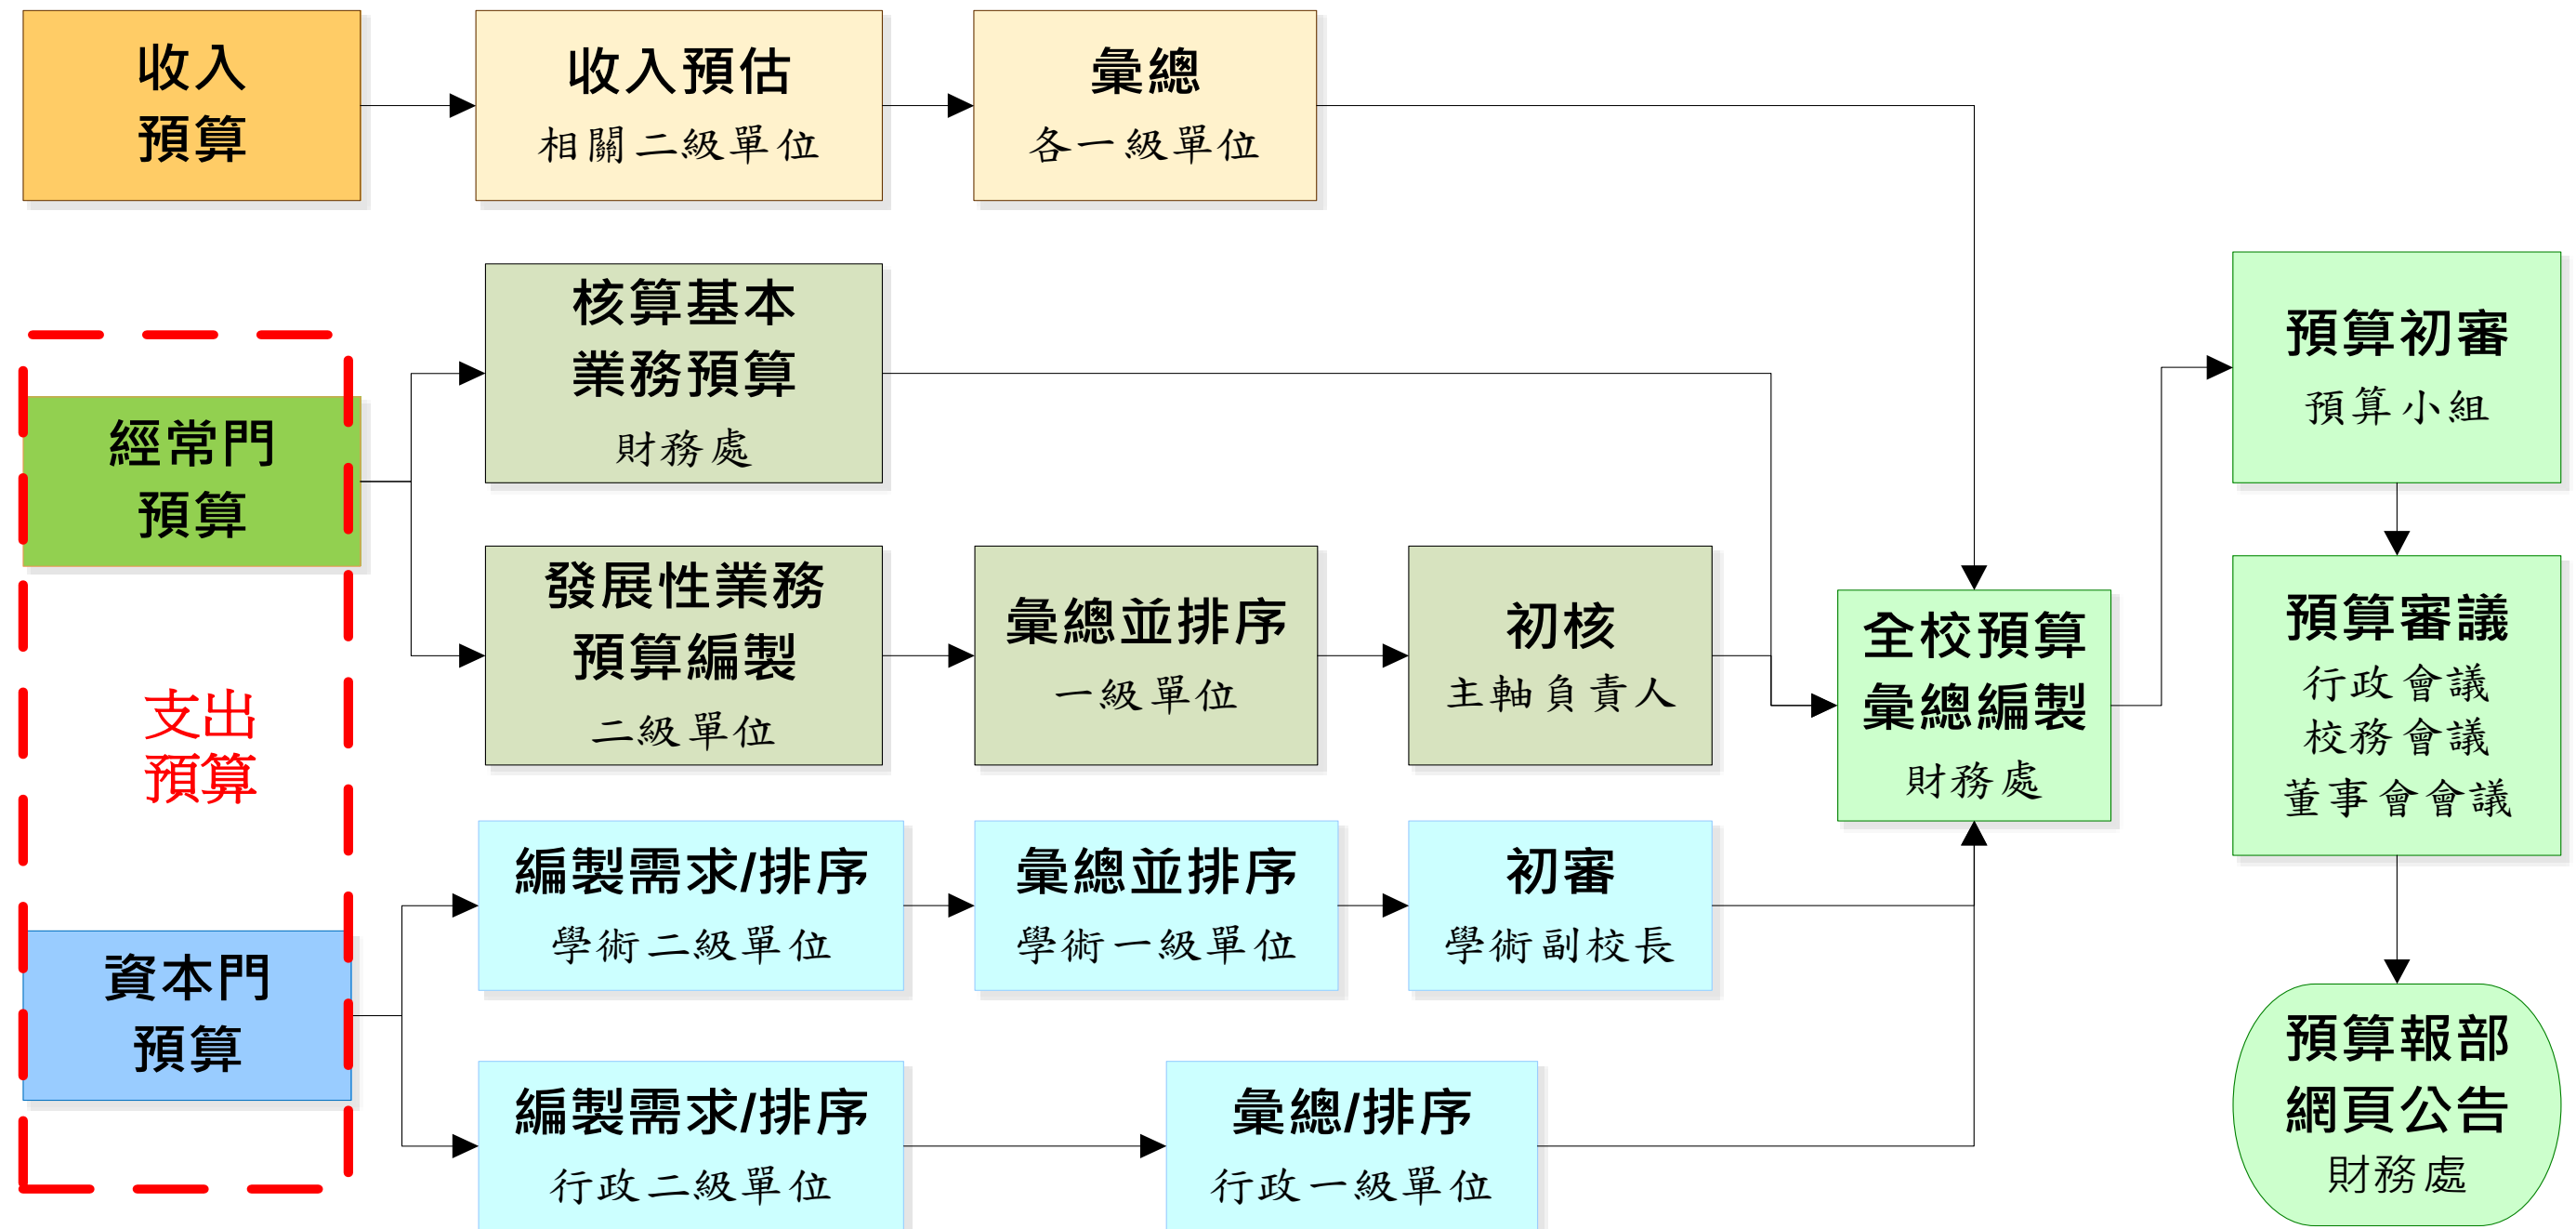 收入
預算
收入預估
相關二級單位
彙總
各一級單位
核算基本
業務預算
財務處
經常門
預算
發展性業務
預算編製
二級單位
彙總並排序
一級單位
初核
主軸負責人
支出
預算
編製需求/排序
學術二級單位
彙總並排序
學術一級單位
初審
學術副校長
資本門
預算
編製需求/排序
行政二級單位
彙總/排序
行政一級單位
全校預算
彙總編製
財務處
預算初審
預算小組
預算審議
行政會議
校務會議
董事會會議
預算報部
網頁公告
財務處